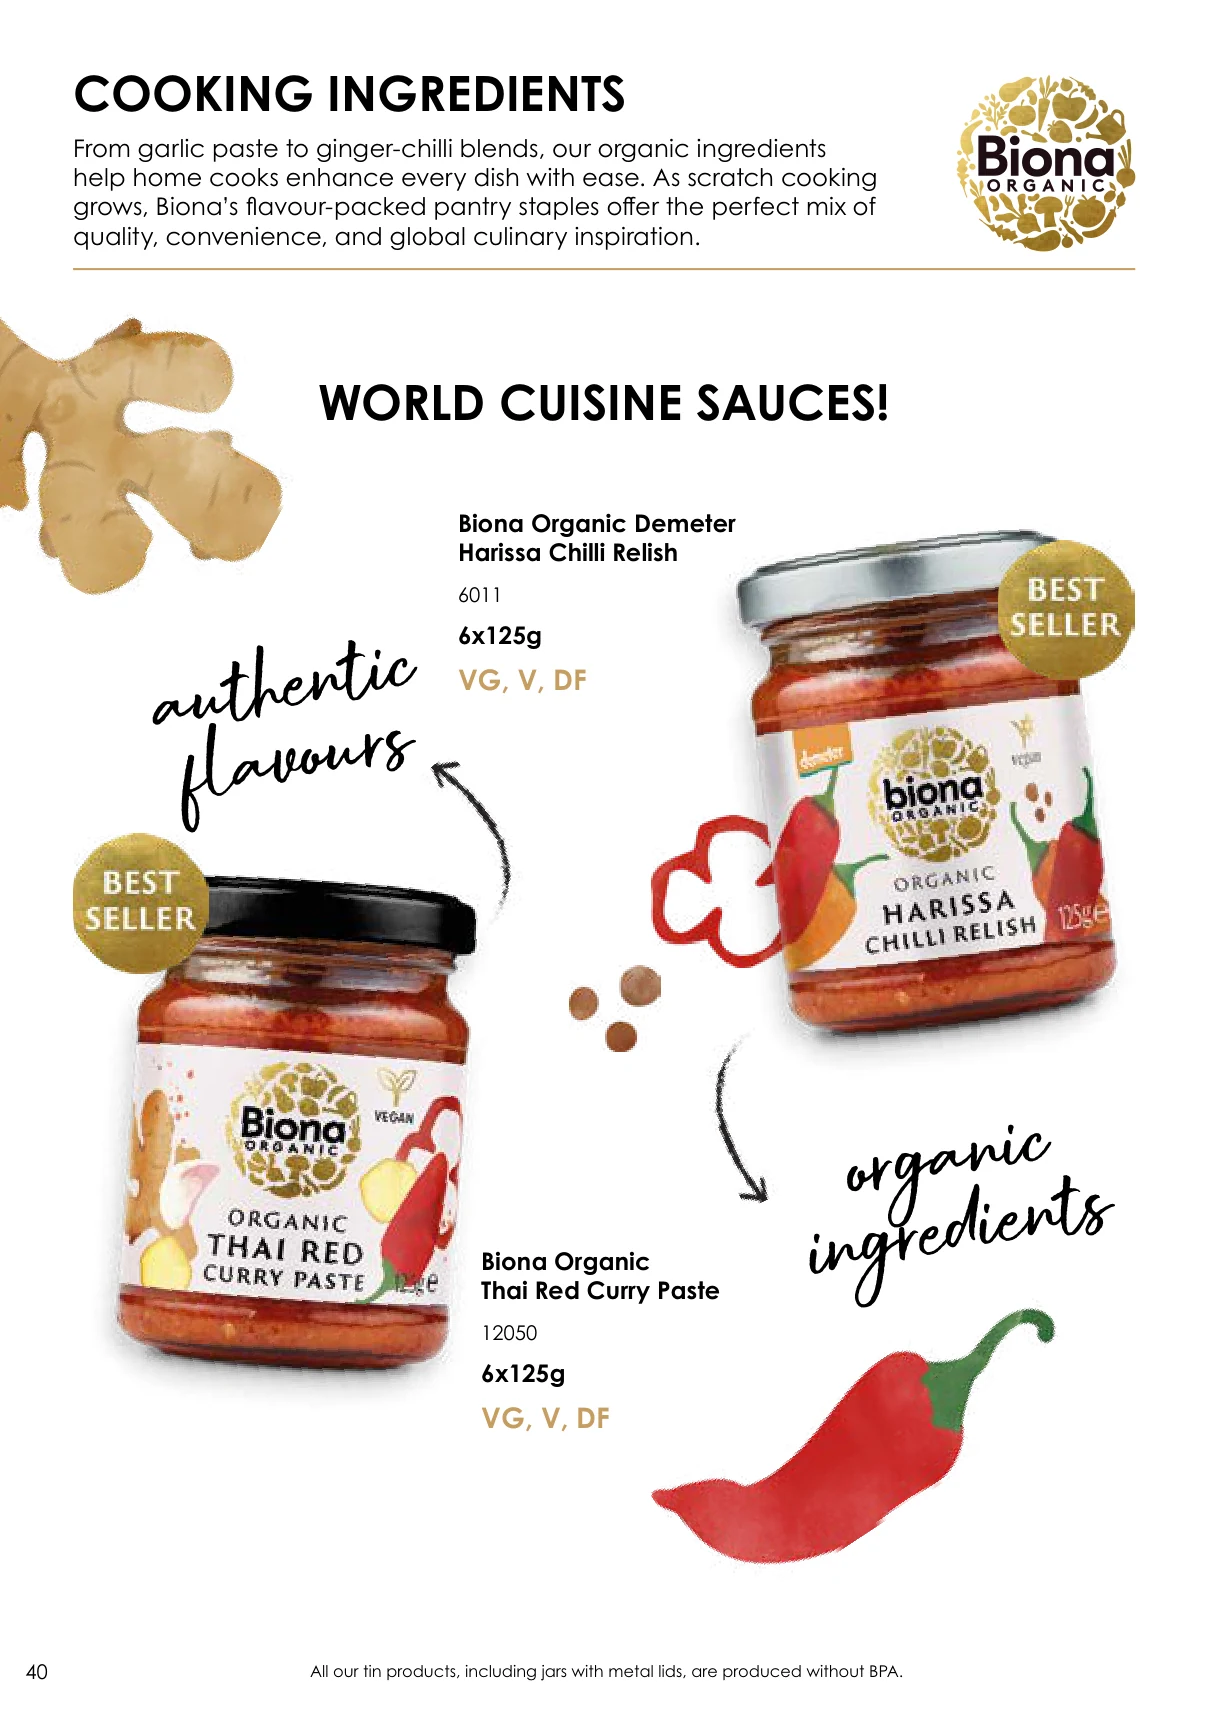 COOKING INGREDIENTS
From garlic paste to ginger-chilli blends, our organic ingredients
help home cooks enhance every dish with ease. As scratch cooking
grows, Biona's flavour-packed pantry staples offer the perfect mix of
quality, convenience, and global culinary inspiration.
Biona
ORGANIC
WORLD CUISINE SAUCES!
Biona Organic Demeter
Harissa Chilli Relish
6011
6x125g
VG, V, DF
BEST
SELLER
demeter
vegan
biona
ORGANIC
ORGANIC
HARISSA
CHILLI RELISH
125g e
authentic
flavours
BEST
SELLER
Biona
ORGANIC
VEGAN
ORGANIC
THAI RED
CURRY PASTE
125g e
organic
ingredients
Biona Organic
Thai Red Curry Paste
12050
6x125g
VG, V, DF
40
All our tin products, including jars with metal lids, are produced without BPA.